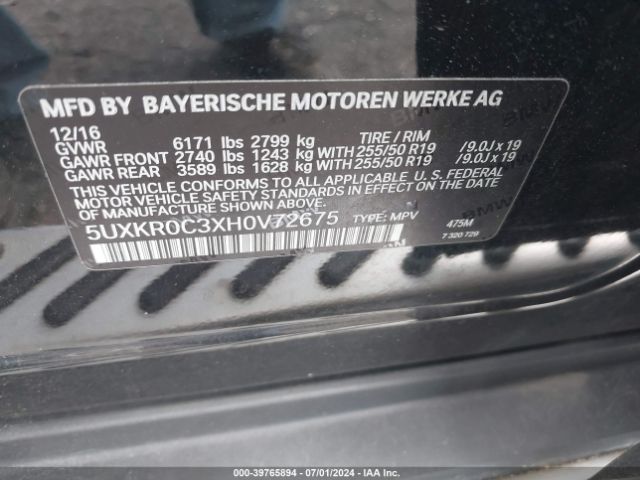 MFD BY BAYERISCHE MOTOREN WERKE AG
12/16 TIRE / RIM
GVWR 6171 lbs 2799 kg
GAWR FRONT 2740 lbs 1243 kg WITH 255/50 R19 /9.0J x 19
GAWR REAR 3589 lbs 1628 kg WITH 255/50 R19 /9.0J x 19
THIS VEHICLE CONFORMS TO ALL APPLICABLE U.S. FEDERAL
MOTOR VEHICLE SAFETY STANDARDS IN EFFECT ON THE DATE
OF MANUFACTURE SHOWN ABOVE.
5UXKR0C3XH0V72675 TYPE: MPV 475M
7 320 729
000-39765894 | 07/01/2024 | IAA Inc.